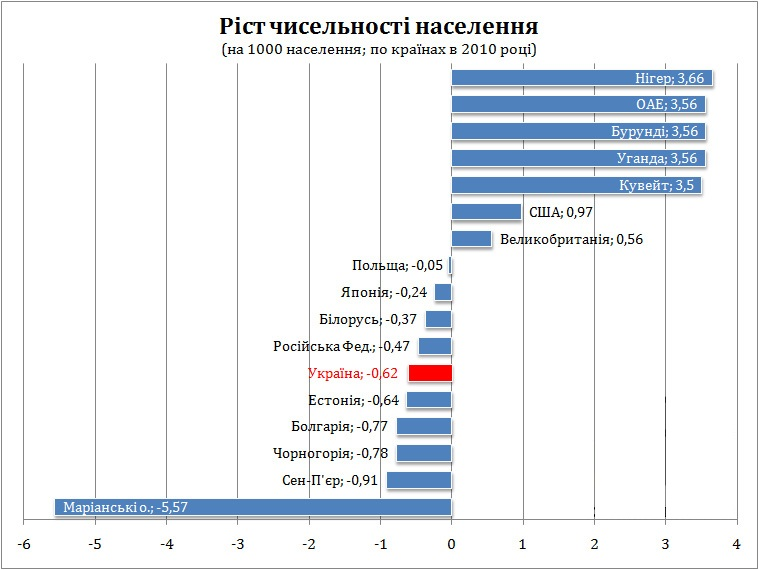 Ріст чисельності населення
(на 1000 населення; по країнах в 2010 році)
Нігер; 3,66
ОАЕ; 3,56
Бурунді; 3,56
Уганда; 3,56
Кувейт; 3,5
США; 0,97
Великобританія; 0,56
Польща; -0,05
Японія; -0,24
Білорусь; -0,37
Російська Фед.; -0,47
Україна; -0,62
Естонія; -0,64
Болгарія; -0,77
Чорногорія; -0,78
Сен-П'єр; -0,91
Маріанські о.; -5,57
-6 -5 -4 -3 -2 -1 0 1 2 3 4